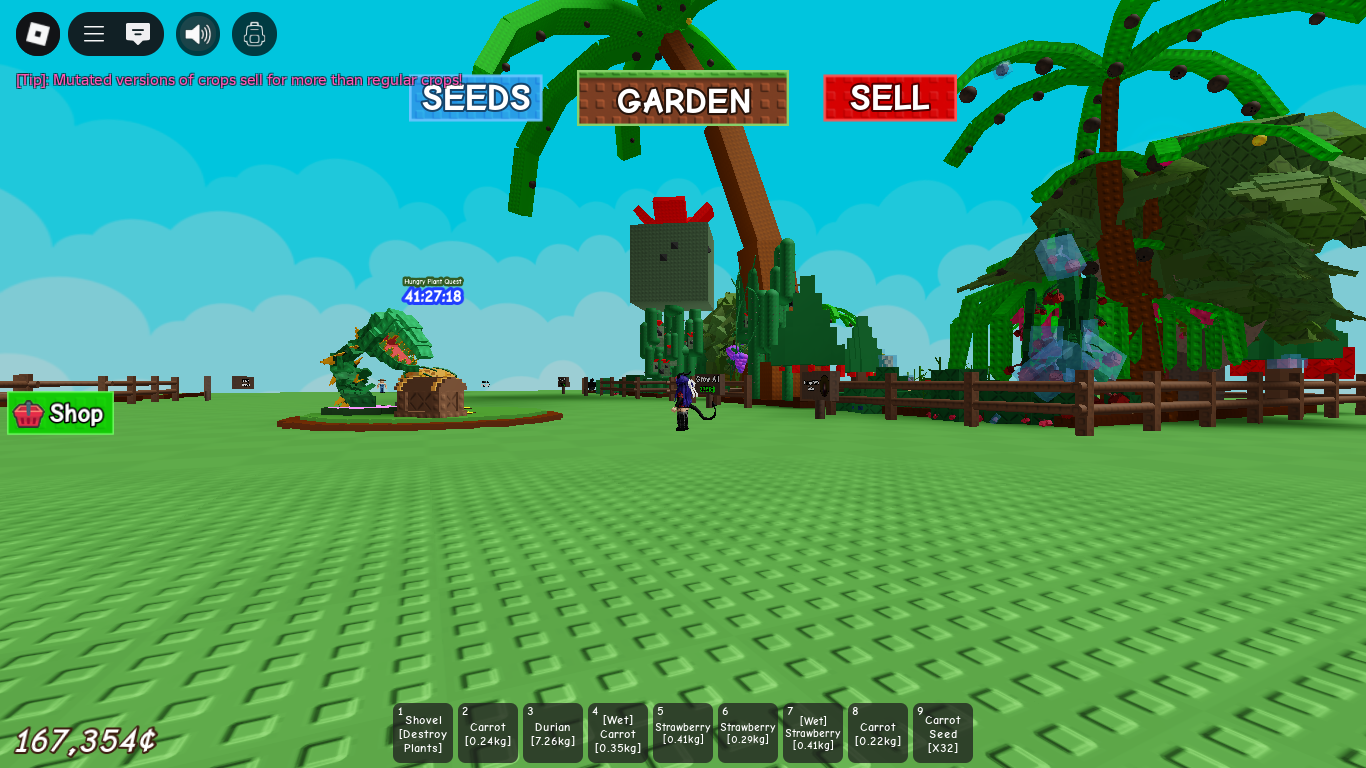 [Tip]: Mutated versions of crops sell for more than regular crops!
SEEDS
GARDEN
SELL
Hungry Plant Quest
41:27:18
Shop
167,354¢
1
Shovel
[Destroy
Plants]
2
Carrot
[0.24kg]
3
Durian
[7.26kg]
4
[Wet]
Carrot
[0.35kg]
5
Strawberry
[0.41kg]
6
Strawberry
[0.29kg]
7
[Wet]
Strawberry
[0.41kg]
8
Carrot
[0.22kg]
9
Carrot
Seed
[X32]